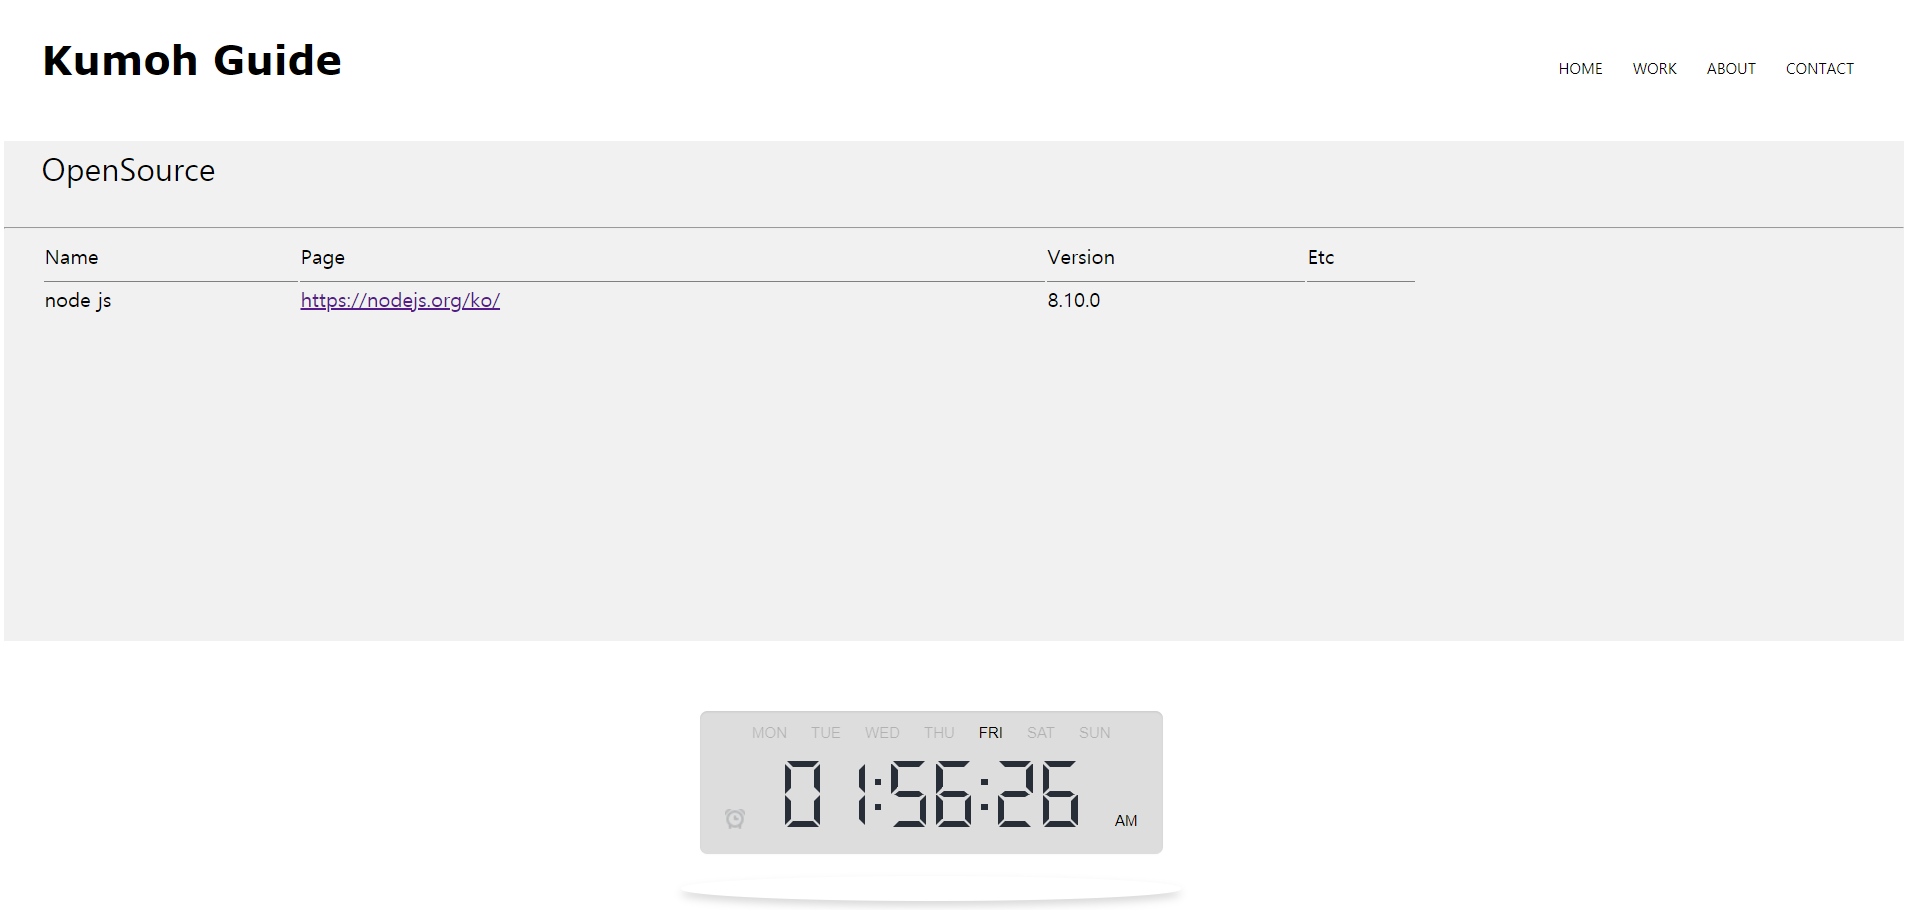 Kumoh Guide
HOME WORK ABOUT CONTACT
OpenSource
Name Page Version Etc
node js https://nodejs.org/ko/ 8.10.0
MON TUE WED THU FRI SAT SUN
01:56:26
AM